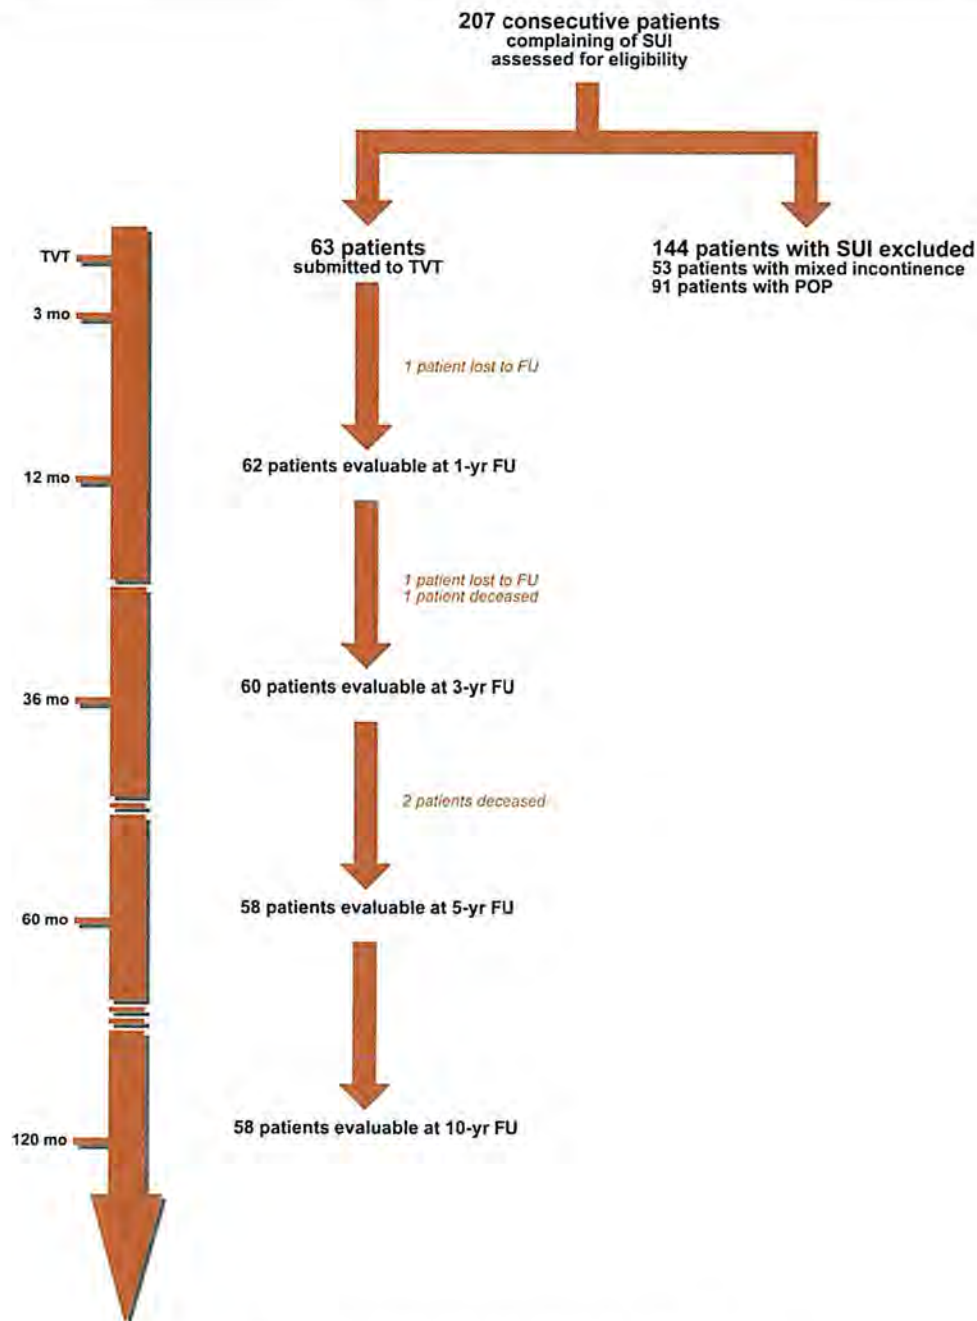 207 consecutive patients
complaining of SUI
assessed for eligibility
63 patients
submitted to TVT
144 patients with SUI excluded
53 patients with mixed incontinence
91 patients with POP
TVT
3 mo
1 patient lost to FU
12 mo
62 patients evaluable at 1-yr FU
1 patient lost to FU
1 patient deceased
36 mo
60 patients evaluable at 3-yr FU
2 patients deceased
60 mo
58 patients evaluable at 5-yr FU
120 mo
58 patients evaluable at 10-yr FU